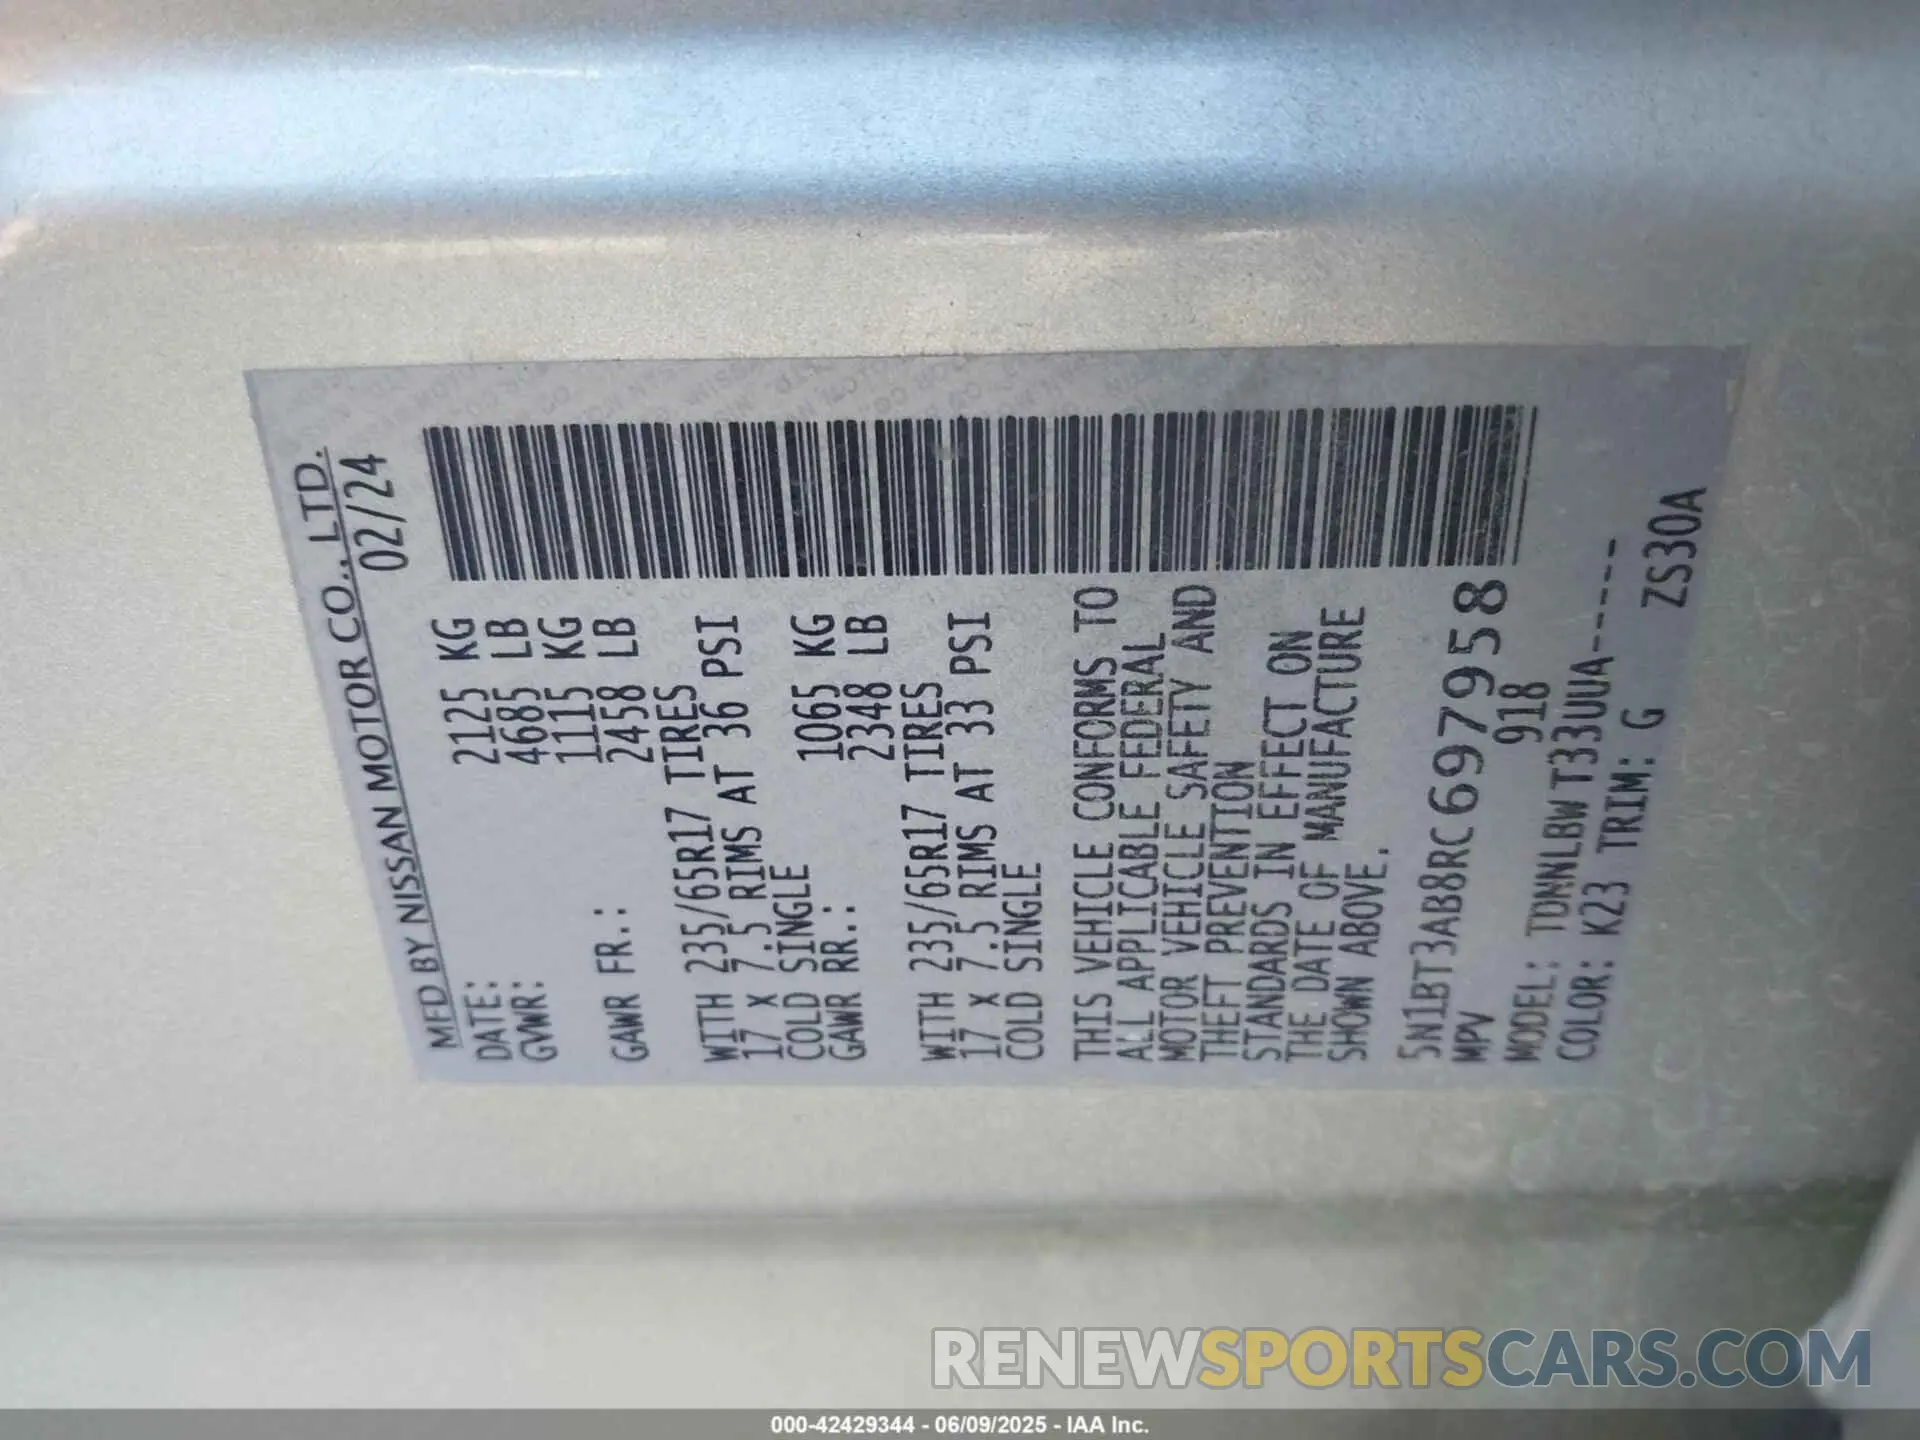 MFD BY NISSAN MOTOR CO., LTD.
DATE: 02/24
GVWR: 2125 KG
4685 LB
1115 KG
GAWR FR.: 2458 LB
WITH 235/65R17 TIRES
17 X 7.5 RIMS AT 36 PSI
COLD SINGLE
GAWR RR.: 1065 KG
2348 LB
WITH 235/65R17 TIRES
17 X 7.5 RIMS AT 33 PSI
COLD SINGLE
THIS VEHICLE CONFORMS TO
ALL APPLICABLE FEDERAL
MOTOR VEHICLE SAFETY AND
THEFT PREVENTION
STANDARDS IN EFFECT ON
THE DATE OF MANUFACTURE
SHOWN ABOVE.
5N1BT3AB8RC697958
MPV 918
MODEL: TDNNLBW T33UUA-----
COLOR: K23 TRIM: G
ZS30A
RENEWSPORTSCARS.COM
000-42429344 - 06/09/2025 - IAA Inc.